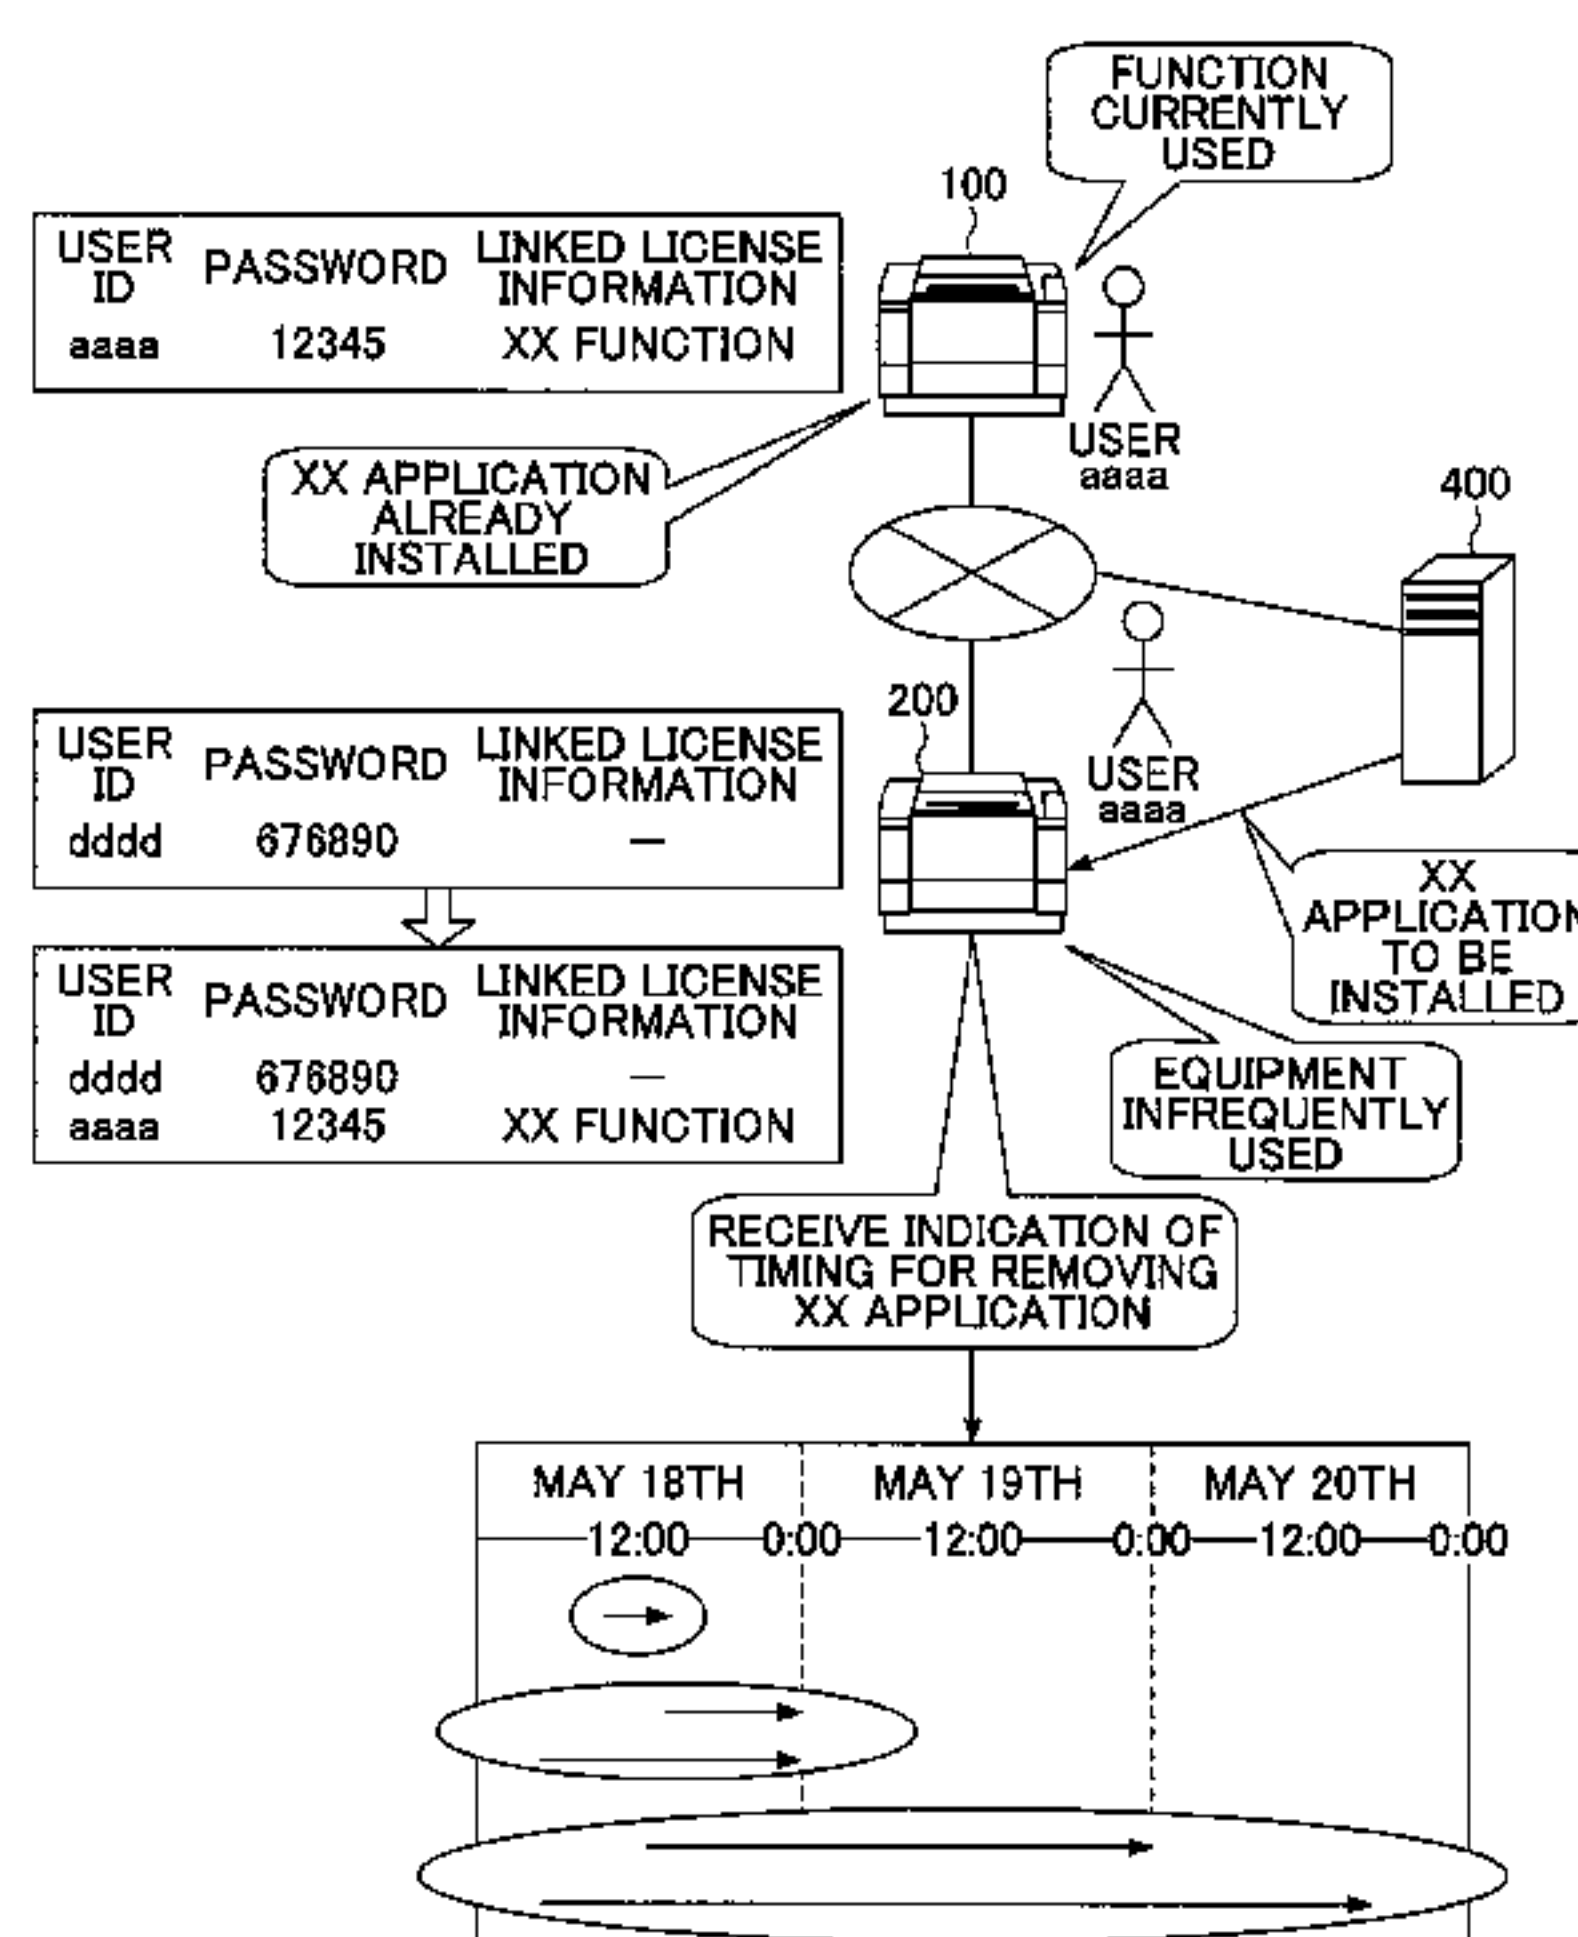 FUNCTION
CURRENTLY
USED
100
USER ID PASSWORD LINKED LICENSE INFORMATION
aaaa 12345 XX FUNCTION
USER
aaaa
XX APPLICATION
ALREADY
INSTALLED
400
200
USER
aaaa
USER ID PASSWORD LINKED LICENSE INFORMATION
dddd 676890 —
XX
APPLICATION
TO BE
INSTALLED
USER ID PASSWORD LINKED LICENSE INFORMATION
dddd 676890 —
aaaa 12345 XX FUNCTION
EQUIPMENT
INFREQUENTLY
USED
RECEIVE INDICATION OF
TIMING FOR REMOVING
XX APPLICATION
MAY 18TH MAY 19TH MAY 20TH
12:00 0:00 12:00 0:00 12:00 0:00